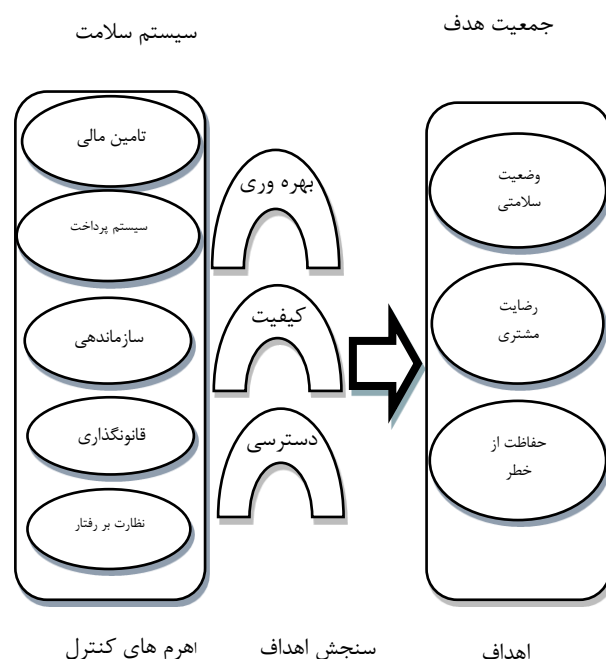 جمعیت هدف
سیستم سلامت
تامین مالی
سیستم پرداخت
سازماندهی
قانونگذاری
نظارت بر رفتار
بهره وری
کیفیت
دسترسی
وضعیت
سلامتی
رضایت
مشتری
حفاظت از
خطر
اهرم های کنترل
سنجش اهداف
اهداف